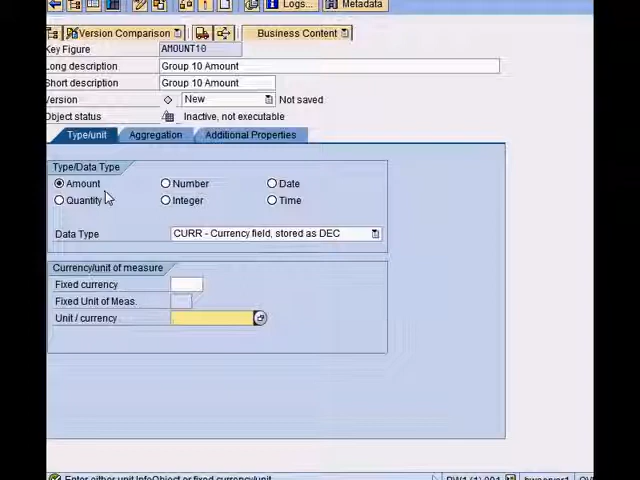 Logs... Metadata
Version Comparison Business Content
Key Figure AMOUNT10
Long description Group 10 Amount
Short description Group 10 Amount
Version New Not saved
Object status Inactive, not executable
Type/unit Aggregation Additional Properties
Type/Data Type
Amount Number Date
Quantity Integer Time
Data Type CURR - Currency field, stored as DEC
Currency/unit of measure
Fixed currency
Fixed Unit of Meas.
Unit / currency
Enter either unit InfoObject or fixed currency/unit